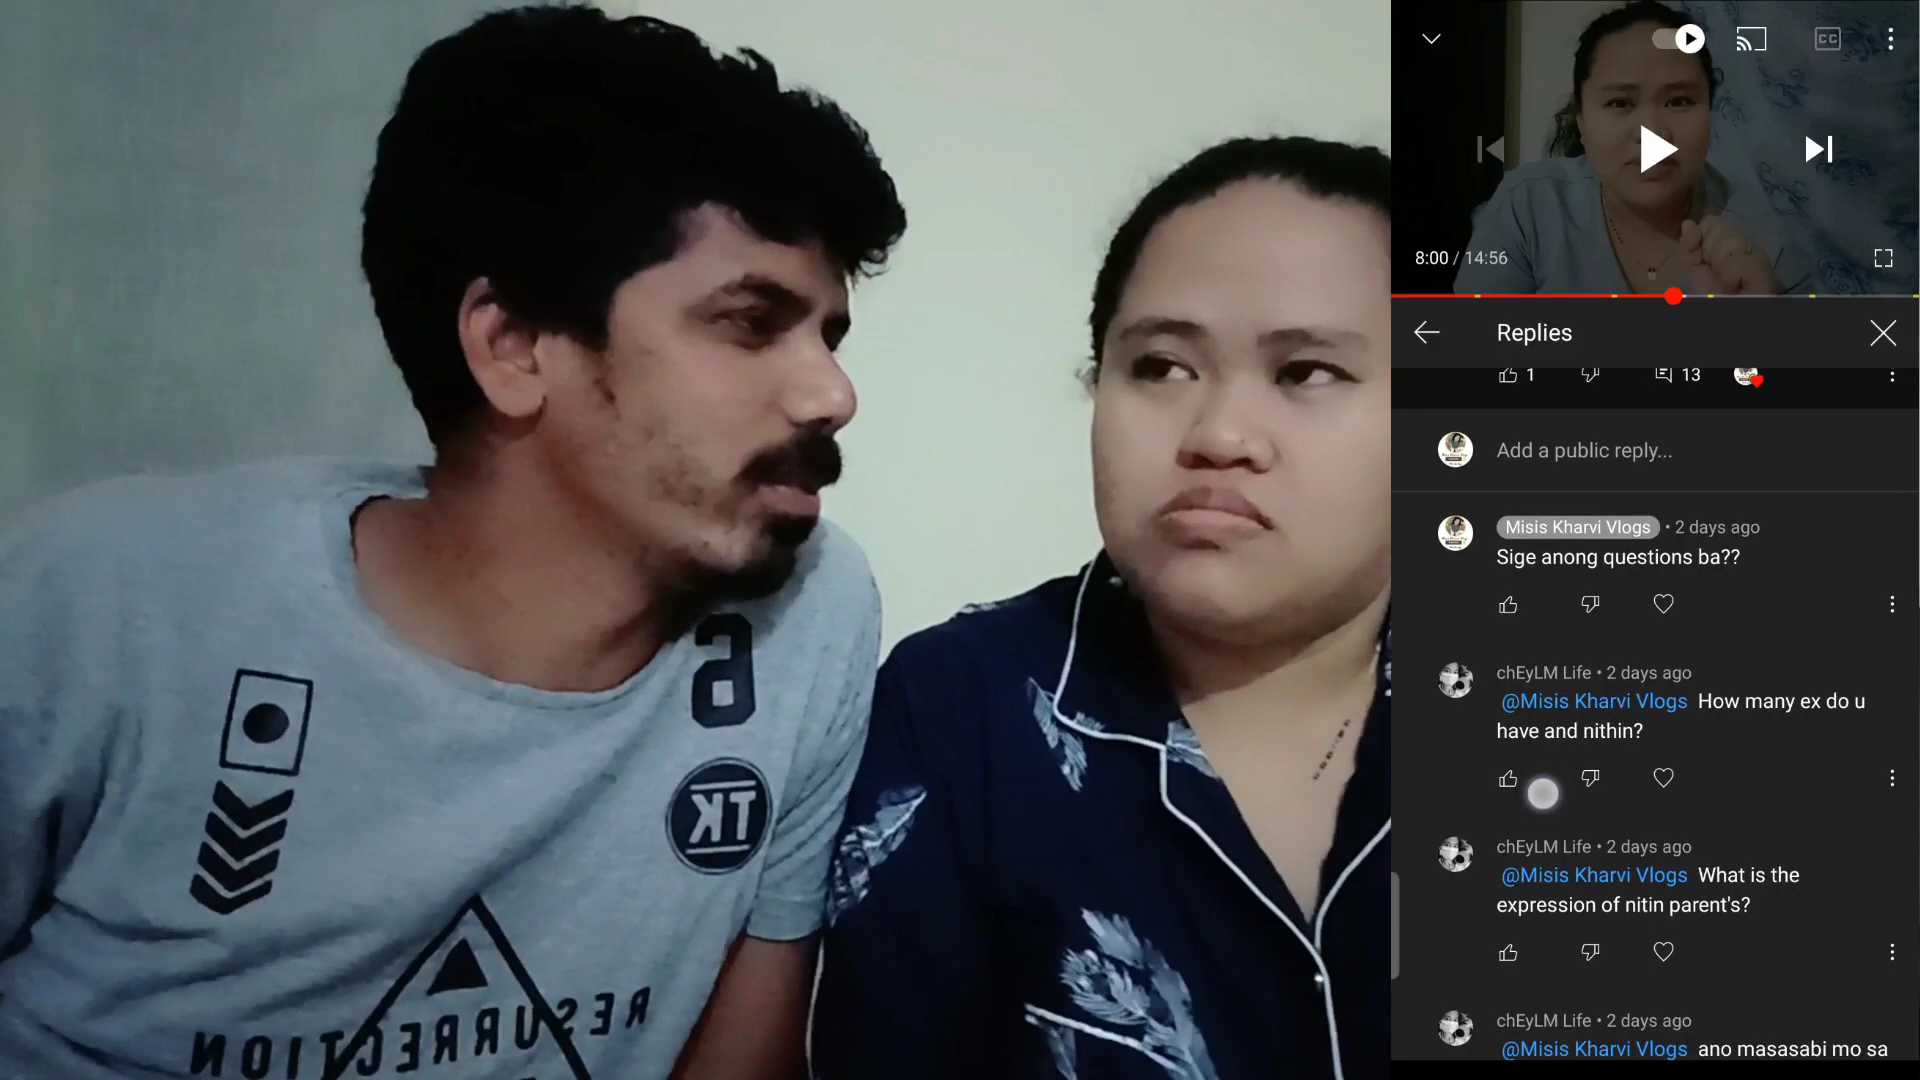 6
TK
RESURRECTION
CC
8:00 / 14:56
Replies
1
13
Add a public reply...
Misis Kharvi Vlogs • 2 days ago
Sige anong questions ba??
chEyLM Life • 2 days ago
@Misis Kharvi Vlogs How many ex do u
have and nithin?
chEyLM Life • 2 days ago
@Misis Kharvi Vlogs What is the
expression of nitin parent's?
chEyLM Life • 2 days ago
@Misis Kharvi Vlogs ano masasabi mo sa